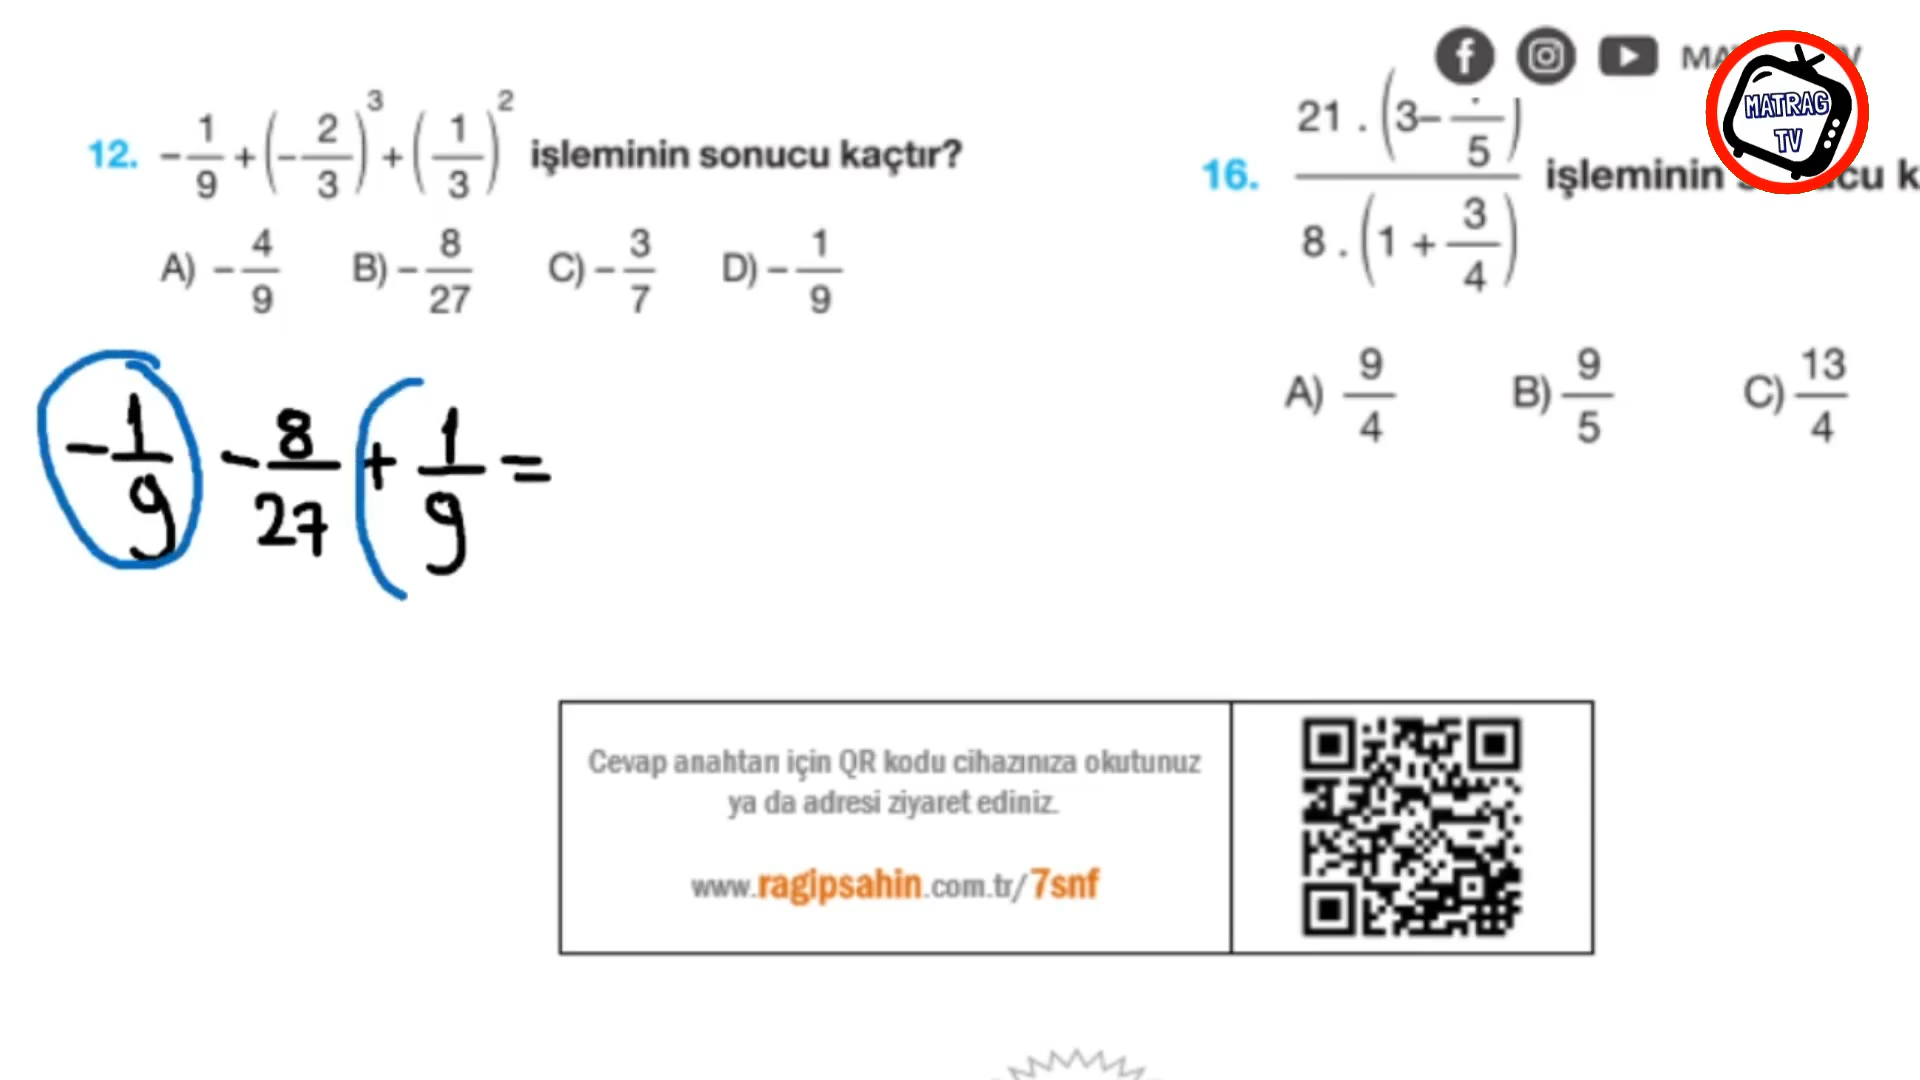 12. -1/9 + (-2/3)^3 + (1/3)^2 işleminin sonucu kaçtır?
A) -4/9 B) -8/27 C) -3/7 D) -1/9
-1/9 - 8/27 + 1/9 =
MATRAG TV
16. 21 . (3- /5) / 8 . (1 + 3/4) işleminin
A) 9/4 B) 9/5 C) 13/4
Cevap anahtarı için QR kodu cihazınıza okutunuz
ya da adresi ziyaret ediniz.
www.ragipsahin.com.tr/7snf